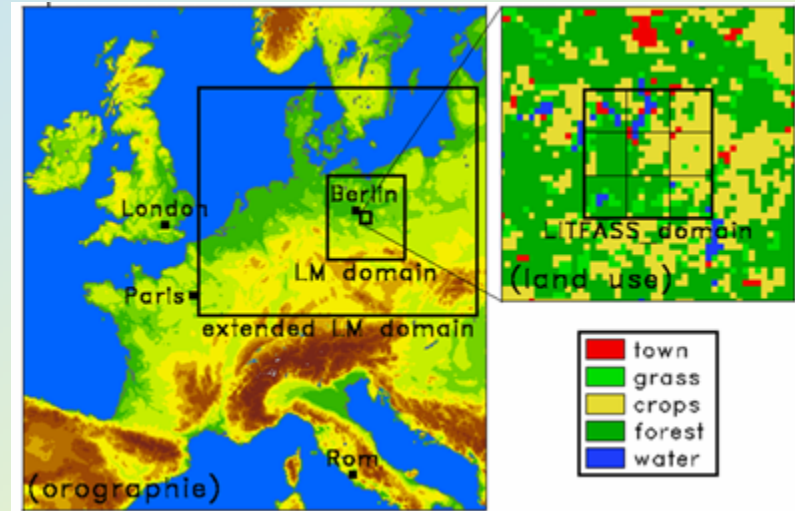 Berlin
London
LM domain
Paris
extended LM domain
Rom
(orographie)
LITFASS domain
(land use)
town
grass
crops
forest
water